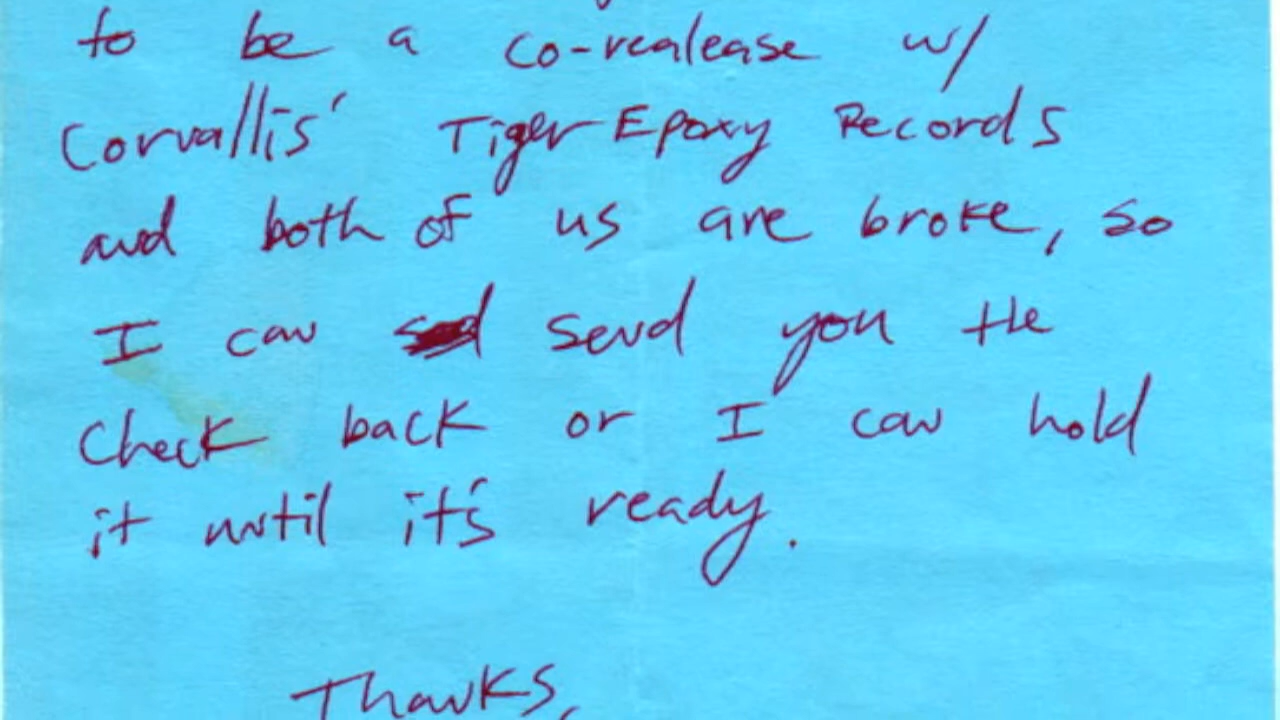 to be a co-realease w/
Corvallis' Tiger Epoxy Records
and both of us are broke, so
I can send you the
check back or I can hold
it until it's ready.
Thanks,